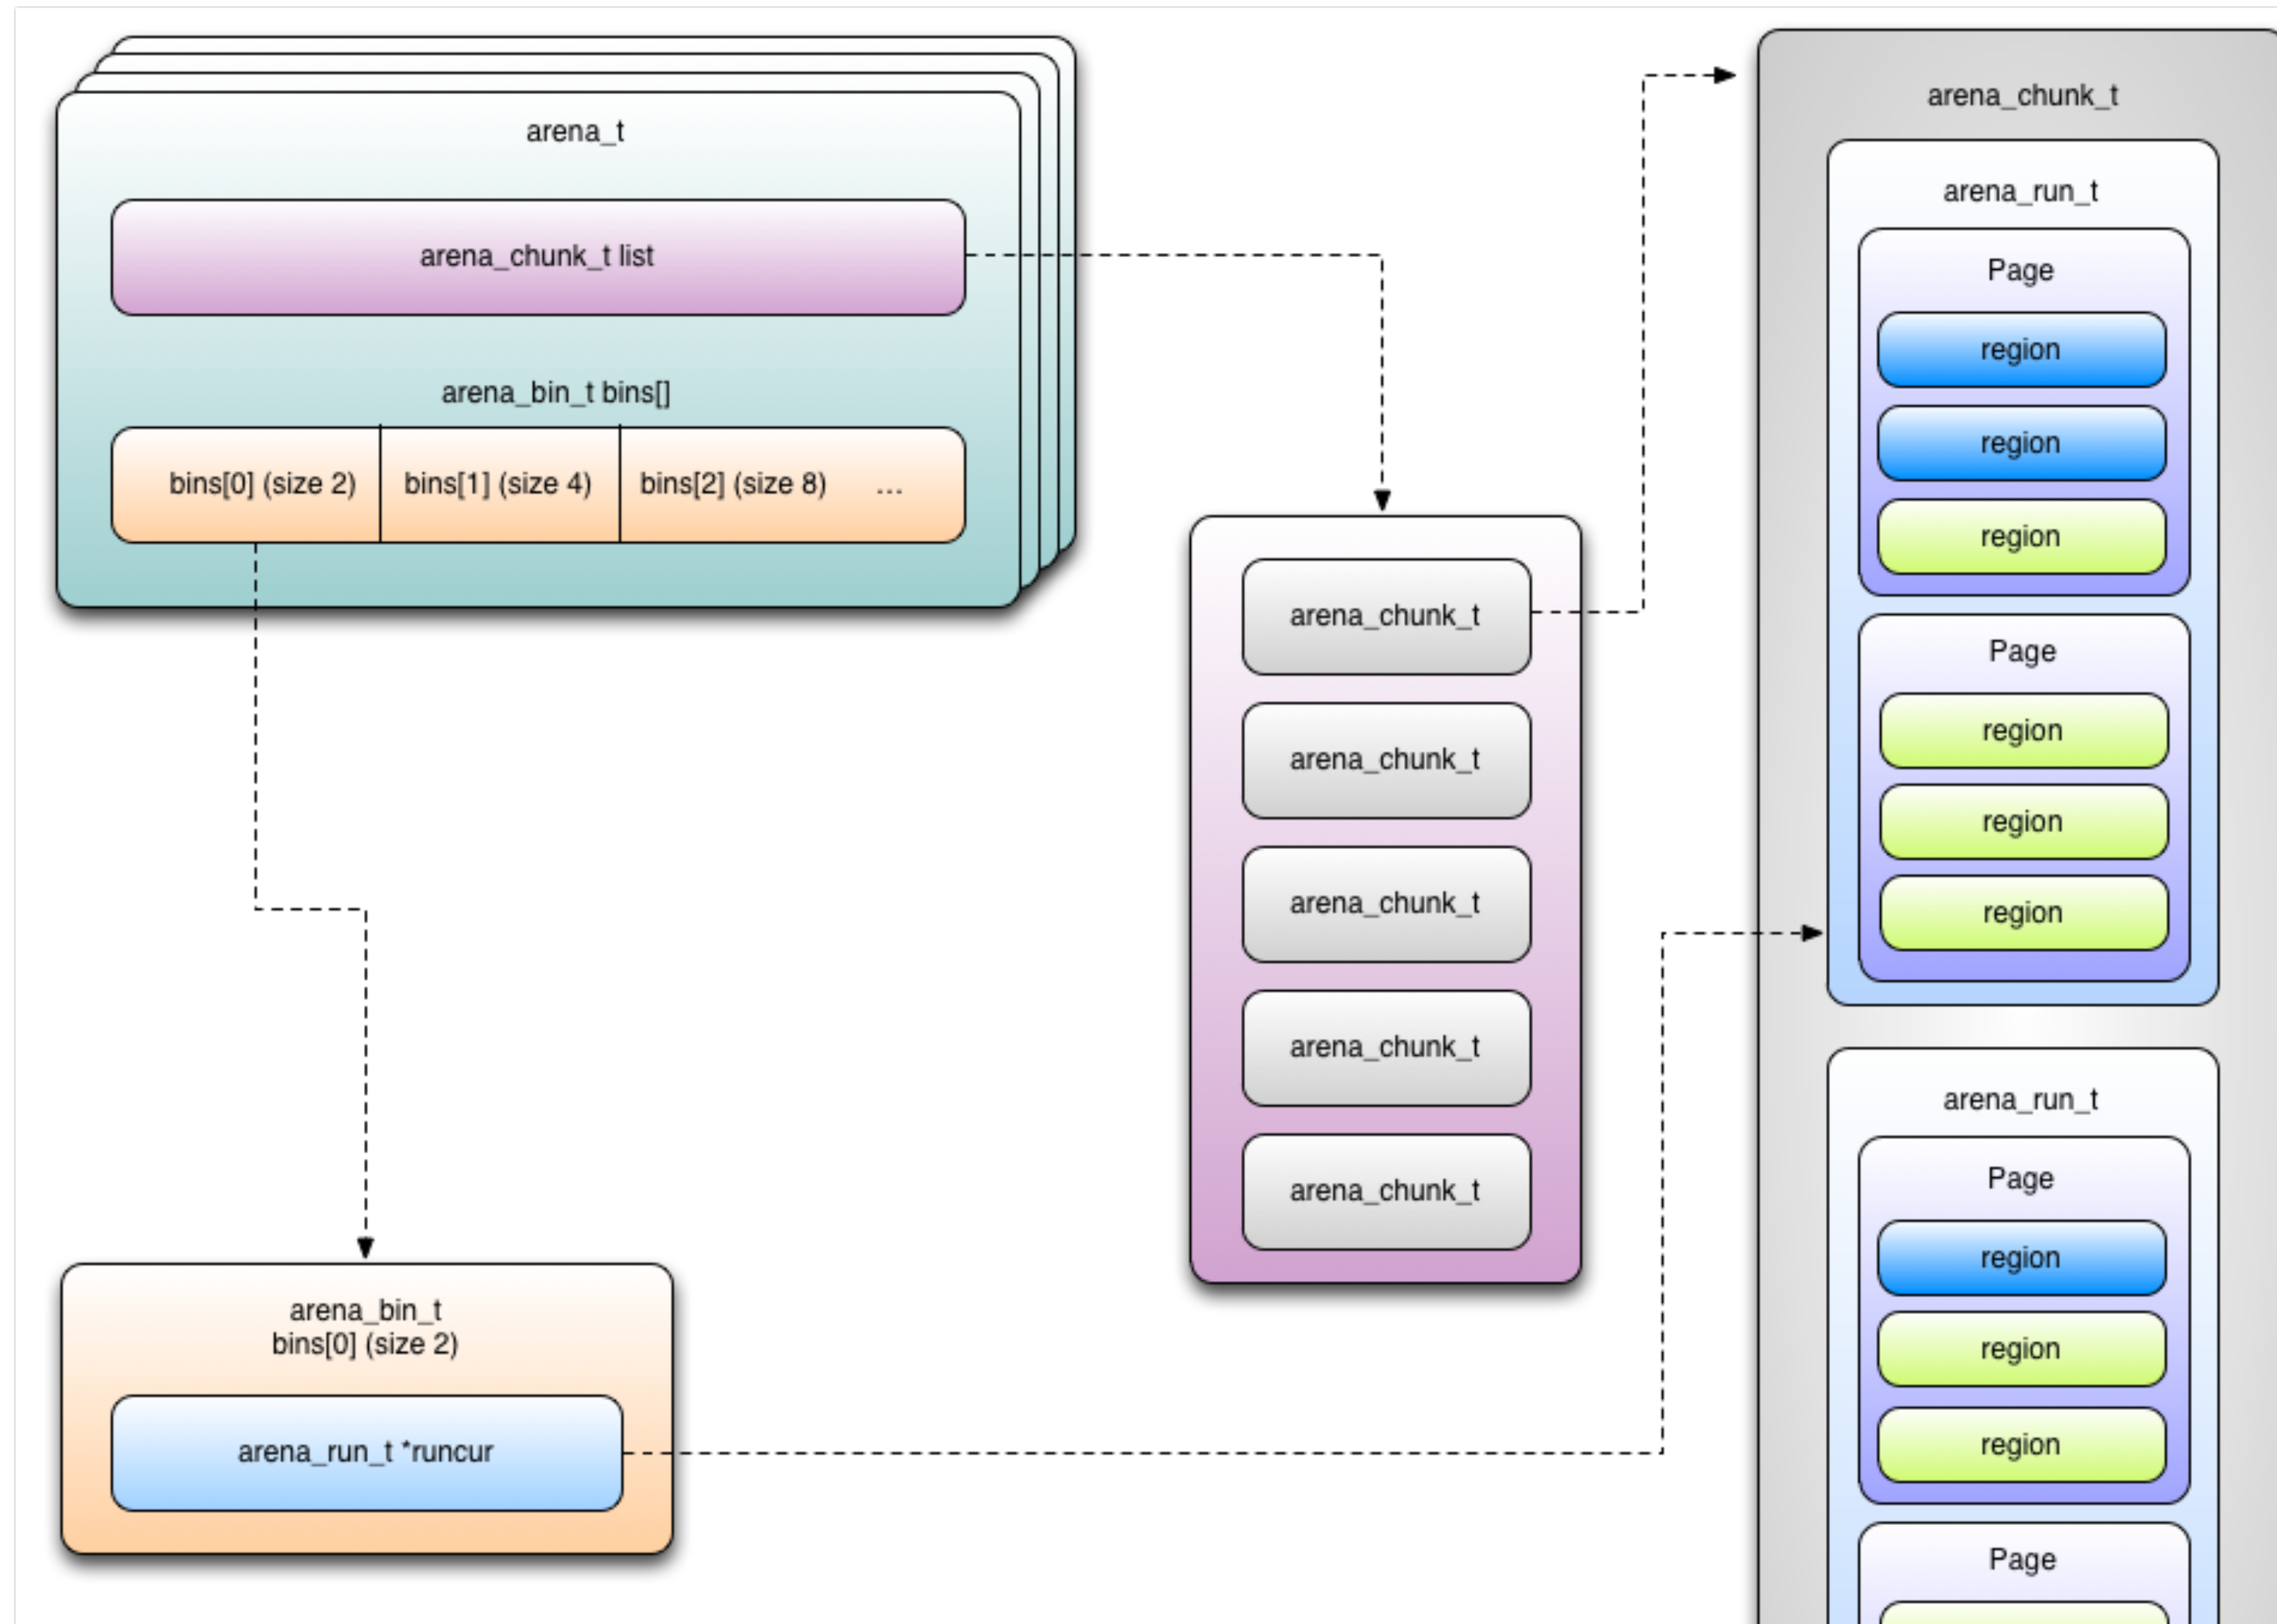 arena_t
arena_chunk_t list
arena_bin_t bins[]
bins[0] (size 2)
bins[1] (size 4)
bins[2] (size 8)
...
arena_bin_t
bins[0] (size 2)
arena_run_t *runcur
arena_chunk_t
arena_chunk_t
arena_chunk_t
arena_chunk_t
arena_chunk_t
arena_chunk_t
arena_run_t
Page
region
region
region
Page
region
region
region
arena_run_t
Page
region
region
region
Page